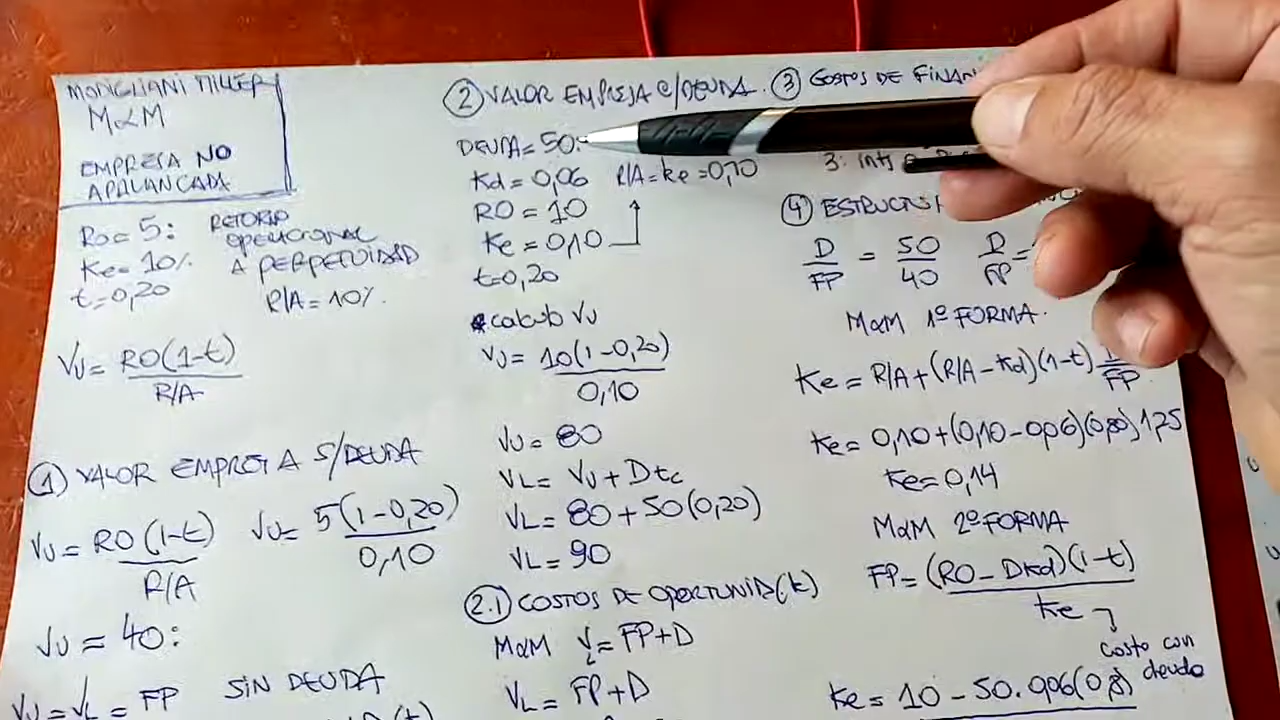 MODIGLIANI MILLER
M&M
EMPRESA NO
APALANCADA
Ro = 5: RETORNO
OPERACIONAL
Ke = 10% A PERPETUIDAD
t = 0,20 R/A = 10%.
VU = RO(1-t)
R/A
① VALOR EMPRESA S/DEUDA
VU = RO(1-t) VU = 5(1-0,20)
R/A 0,10
VU = 40:
VU = VL = FP SIN DEUDA
② VALOR EMPRESA C/DEUDA.
DEUDA = 50
Kd = 0,06 R/A = Ke = 0,10
RO = 10
Ke = 0,10
t = 0,20
*calculo VU
VU = 10(1-0,20)
0,10
VU = 80
VL = VU + Dtc
VL = 80 + 50(0,20)
VL = 90
2.1 COSTOS DE OPORTUNID(k)
M&M VL = FP+D
VL = FP+D
③ COSTOS DE
3: int
④
D = 50 D =
FP 40 FP
M&M 1º FORMA.
Ke = R/A + (R/A - Kd)(1-t) D
FP
Ke = 0,10 + (0,10 - 0,06)(0,80) 1,25
Ke = 0,14
M&M 2º FORMA
FP = (RO - DKd)(1-t)
Ke
costo con
deuda
Ke = 10 - 50.0,06(0,8)